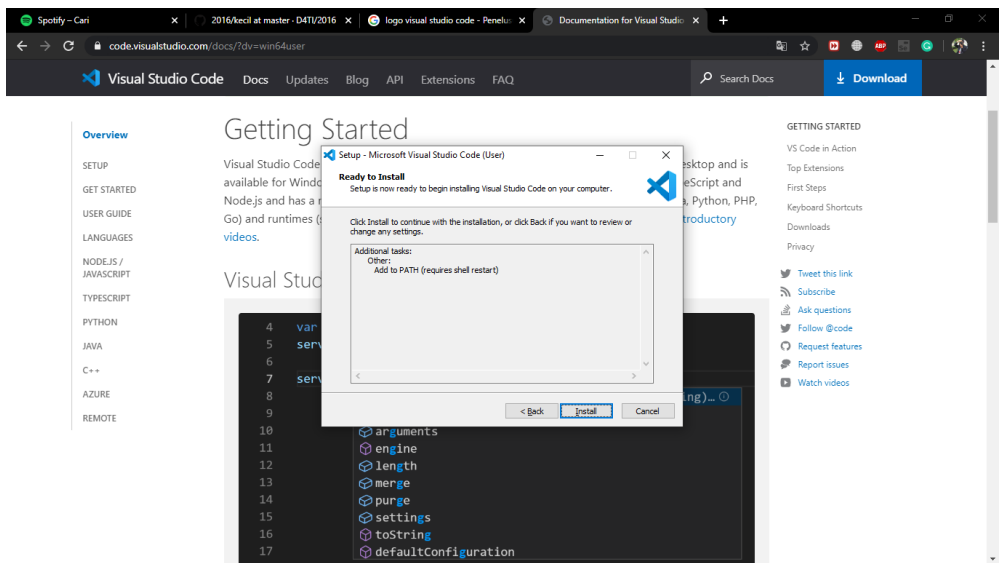 Spotify – Cari
2016/kecil at master · D4TI/2016
logo visual studio code - Penelus
Documentation for Visual Studio
code.visualstudio.com/docs/?dv=win64user
ABP
Visual Studio Code
Docs
Updates
Blog
API
Extensions
FAQ
Search Docs
Download
Overview
SETUP
GET STARTED
USER GUIDE
LANGUAGES
NODE.JS /
JAVASCRIPT
TYPESCRIPT
PYTHON
JAVA
C++
AZURE
REMOTE
Getting Started
Visual Studio Code
esktop and is
available for Windo
eScript and
Node.js and has a r
, Python, PHP,
Go) and runtimes (s
troductory
videos.
Visual Stud
Setup - Microsoft Visual Studio Code (User)
Ready to Install
Setup is now ready to begin installing Visual Studio Code on your computer.
Click Install to continue with the installation, or click Back if you want to review or
change any settings.
Additional tasks:
Other:
Add to PATH (requires shell restart)
< Back
Install
Cancel
4 var
5 serv
6
7 serv
8 ing)...
9
10 arguments
11 engine
12 length
13 merge
14 purge
15 settings
16 toString
17 defaultConfiguration
GETTING STARTED
VS Code in Action
Top Extensions
First Steps
Keyboard Shortcuts
Downloads
Privacy
Tweet this link
Subscribe
Ask questions
Follow @code
Request features
Report issues
Watch videos